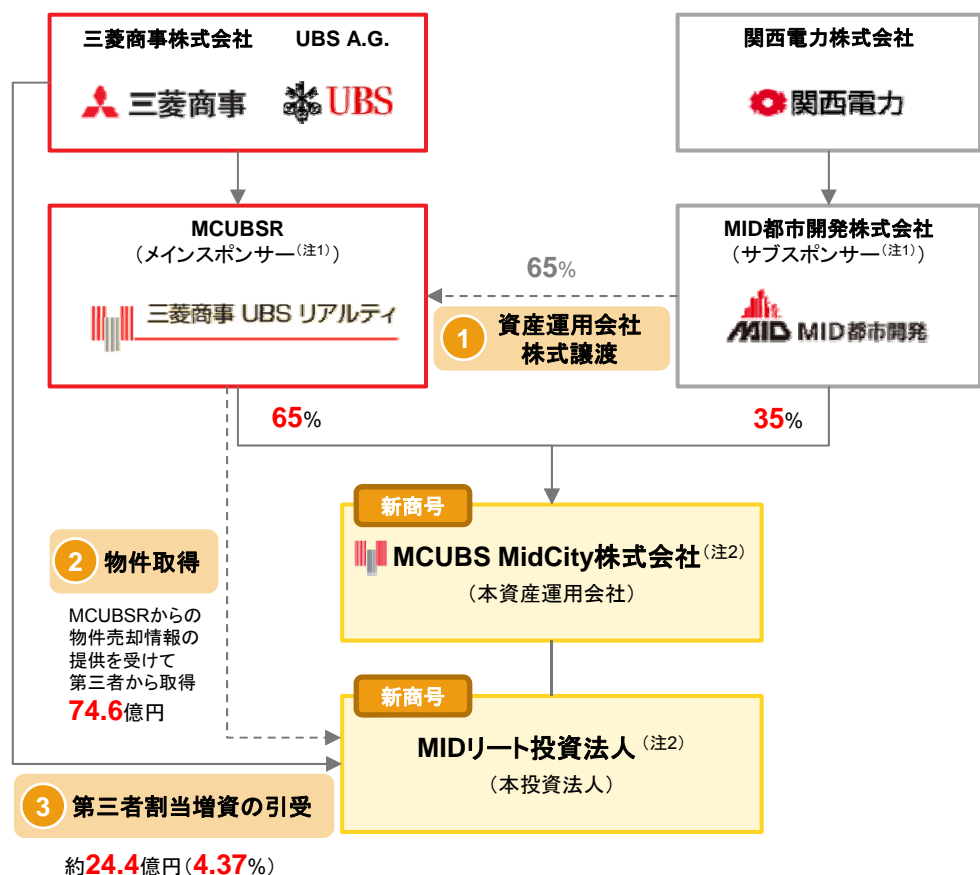 三菱商事株式会社 UBS A.G.
三菱商事 UBS
関西電力株式会社
関西電力
MCUBSR
（メインスポンサー（注1））
三菱商事 UBS リアルティ
65%
1 資産運用会社
株式譲渡
MID都市開発株式会社
（サブスポンサー（注1））
MID MID都市開発
65%
35%
新商号
MCUBS MidCity株式会社（注2）
（本資産運用会社）
2 物件取得
MCUBSRからの
物件売却情報の
提供を受けて
第三者から取得
74.6億円
新商号
MIDリート投資法人（注2）
（本投資法人）
3 第三者割当増資の引受
約24.4億円（4.37%）